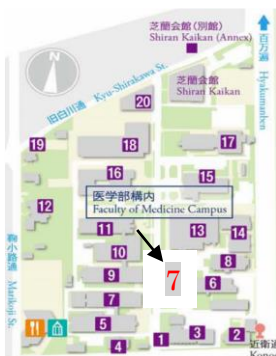 芝蘭会館(別館)
Shiran Kaikan (Annex)
百万遍
Hyakumanben
芝蘭会館
Shiran Kaikan
旧白川通 Kyu-Shirakawa St.
20
19
18
17
16
15
医学部構内
Faculty of Medicine Campus
12
11
13
14
10
8
9
7
6
7
鞠小路通
Marikoji St.
5
4
1
3
2
近衛通